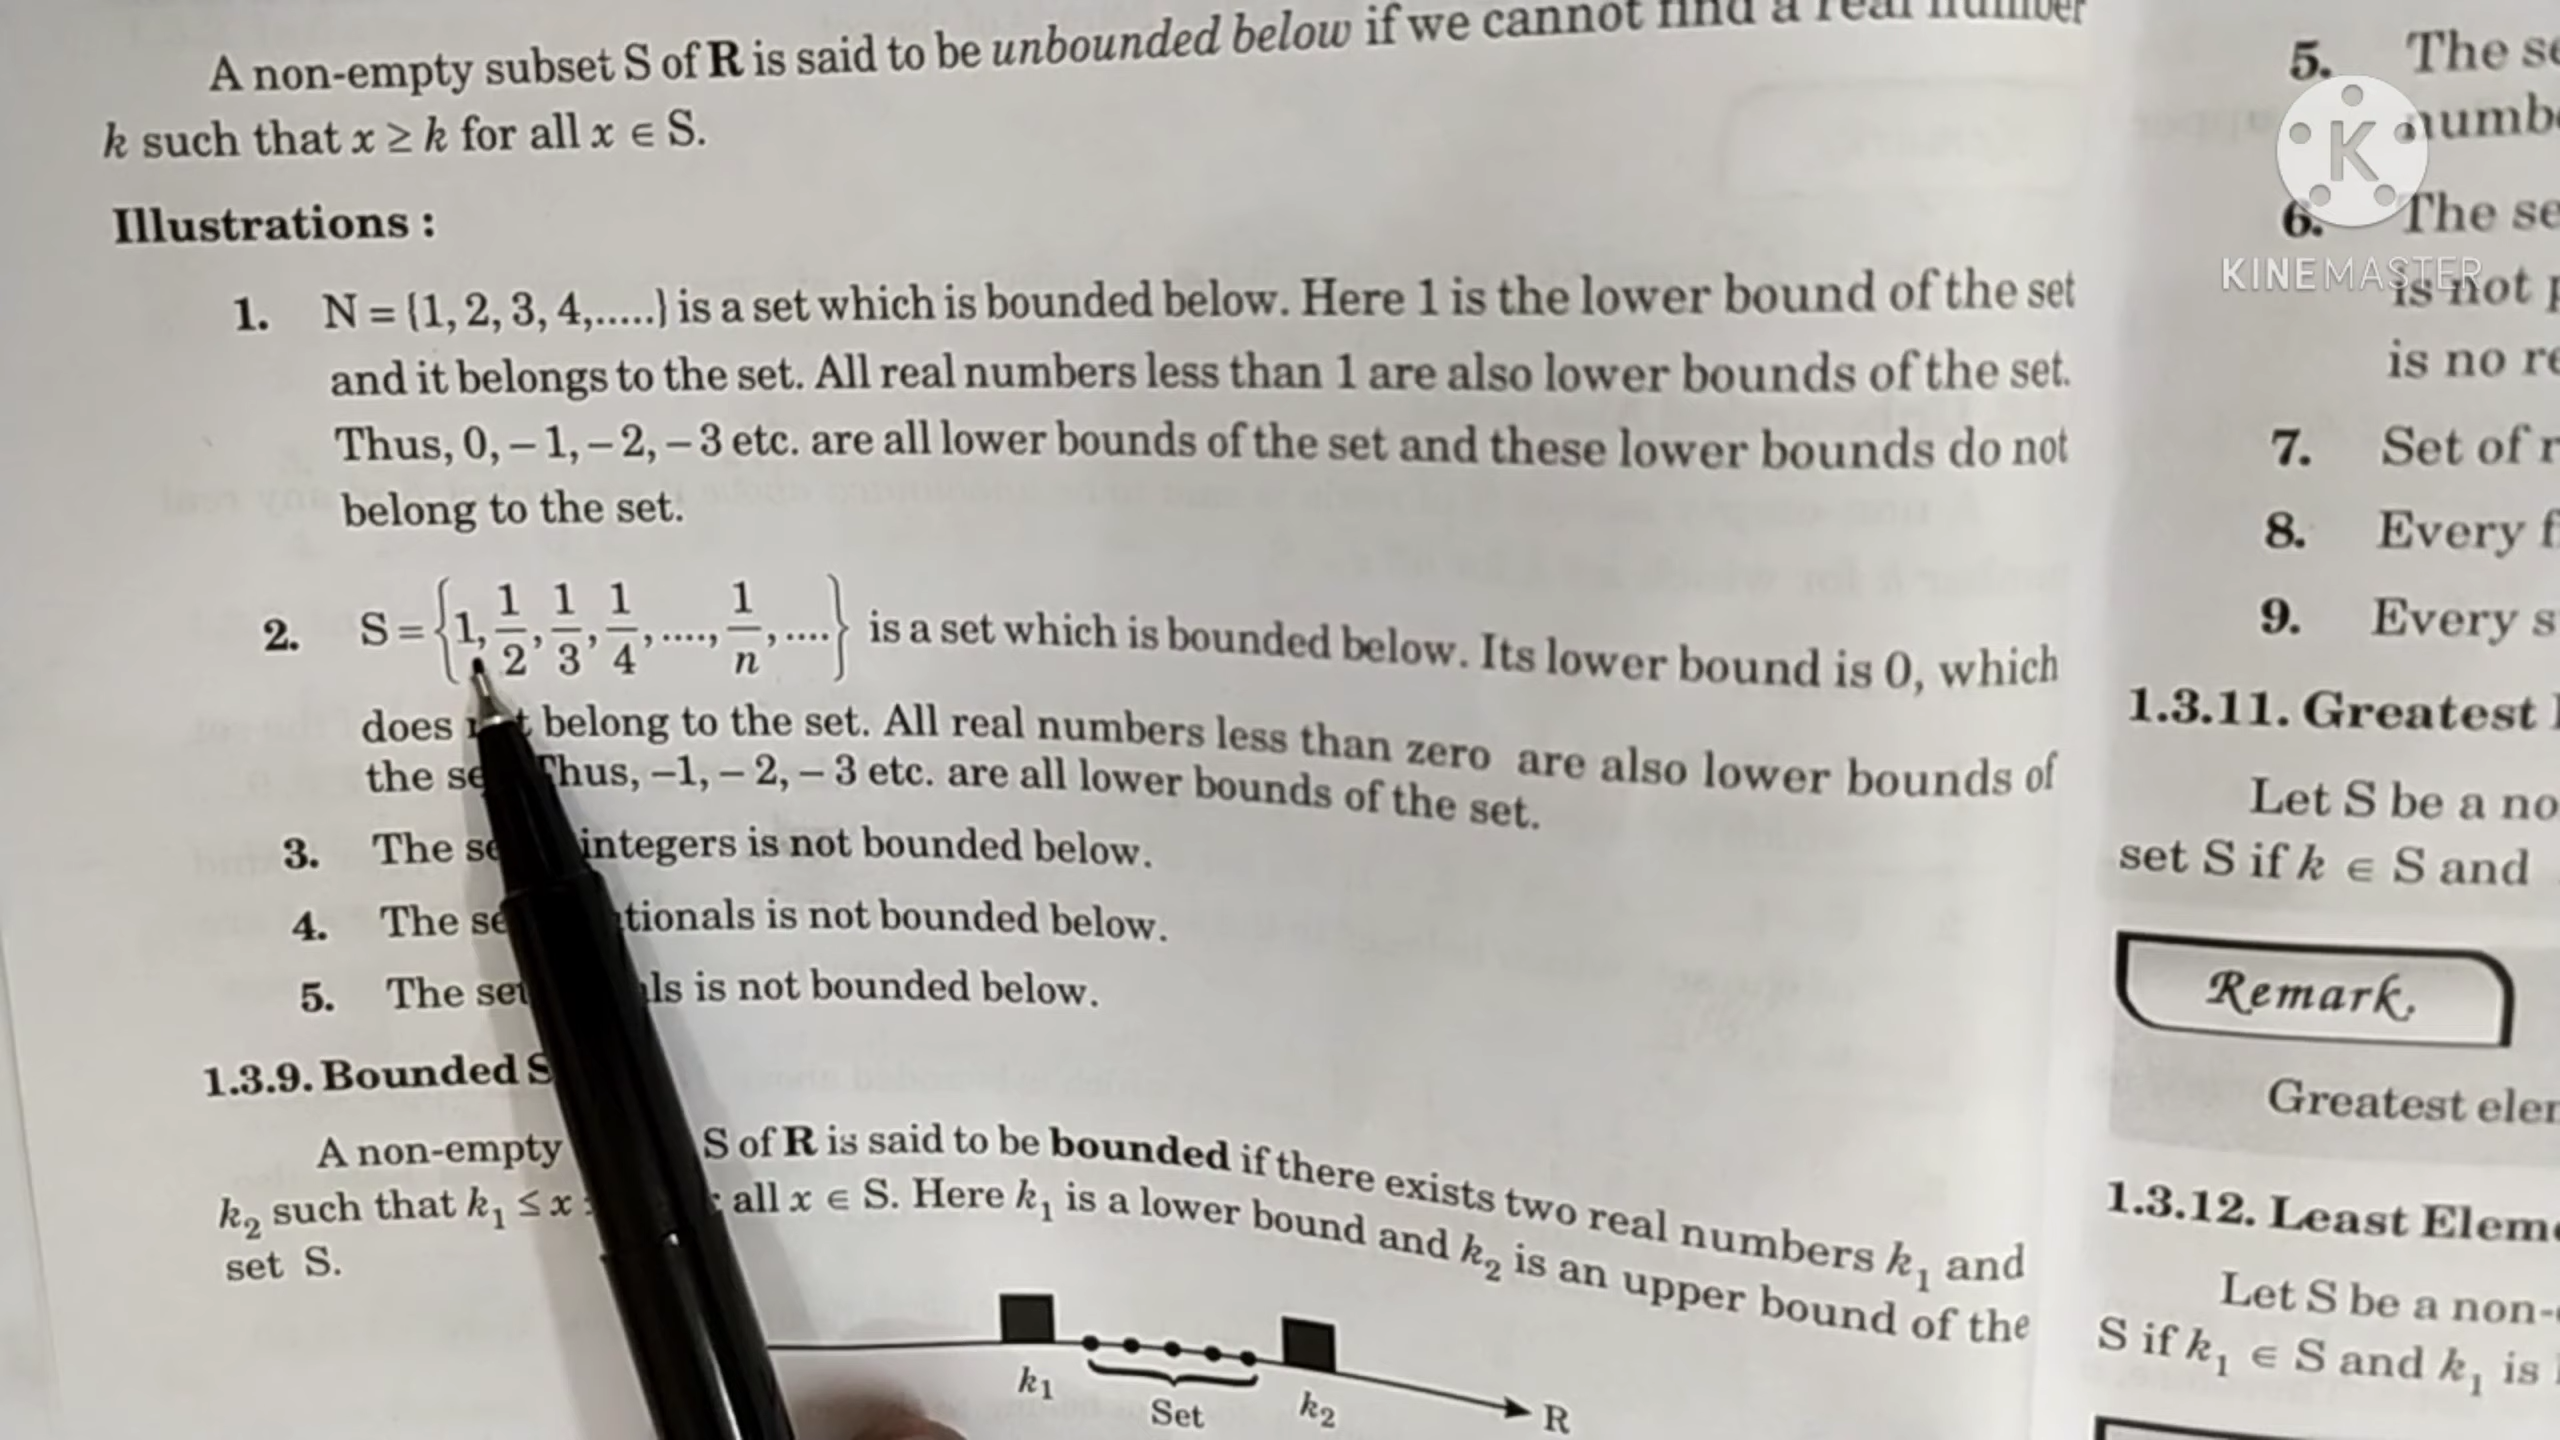 A non-empty subset S of R is said to be unbounded below if we cannot find a real number
k such that x ≥ k for all x ∈ S.
Illustrations :
1. N = {1, 2, 3, 4,.....} is a set which is bounded below. Here 1 is the lower bound of the set
and it belongs to the set. All real numbers less than 1 are also lower bounds of the set.
Thus, 0, – 1, – 2, – 3 etc. are all lower bounds of the set and these lower bounds do not
belong to the set.
2. S = {1, 1/2, 1/3, 1/4, ...., 1/n, ....} is a set which is bounded below. Its lower bound is 0, which
does belong to the set. All real numbers less than zero are also lower bounds of
the Thus, –1, – 2, – 3 etc. are all lower bounds of the set.
3. The integers is not bounded below.
4. The is not bounded below.
5. The is not bounded below.
1.3.9. Bounded
A non-empty S of R is said to be bounded if there exists two real numbers k₁ and
k₂ such that k₁ ≤ x all x ∈ S. Here k₁ is a lower bound and k₂ is an upper bound of the
set S.
k₁ Set k₂ R
5. The
6. The
is not
is no
7. Set of
8. Every
9. Every
1.3.11. Greatest
Let S be a
set S if k ∈ S and
Remark.
Greatest
1.3.12. Least
Let S be a
S if k₁ ∈ S and k₁ is
K
KINEMASTER